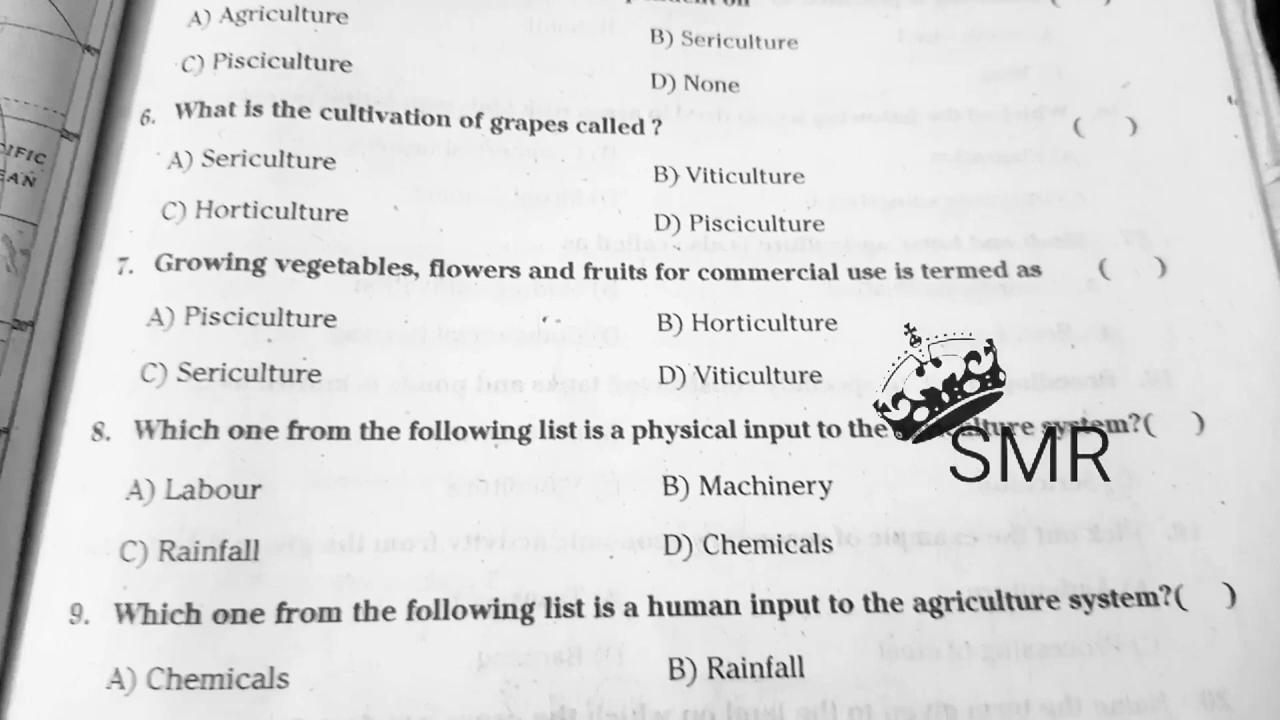 A) Agriculture
B) Sericulture
C) Pisciculture
D) None
6. What is the cultivation of grapes called ? ( )
A) Sericulture
B) Viticulture
C) Horticulture
D) Pisciculture
7. Growing vegetables, flowers and fruits for commercial use is termed as ( )
A) Pisciculture
B) Horticulture
C) Sericulture
D) Viticulture
8. Which one from the following list is a physical input to the system?( )
SMR
A) Labour
B) Machinery
C) Rainfall
D) Chemicals
9. Which one from the following list is a human input to the agriculture system?( )
A) Chemicals
B) Rainfall